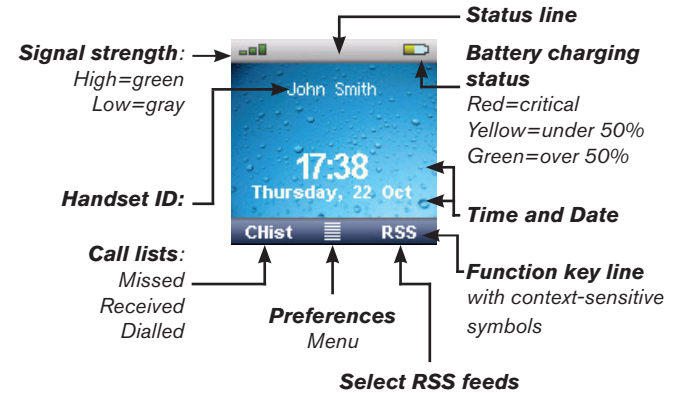 Status line
Signal strength:
High=green
Low=gray
Battery charging
status
Red=critical
Yellow=under 50%
Green=over 50%
John Smith
17:38
Thursday, 22 Oct
Handset ID:
Time and Date
CHist
RSS
Call lists:
Missed
Received
Dialled
Function key line
with context-sensitive
symbols
Preferences
Menu
Select RSS feeds